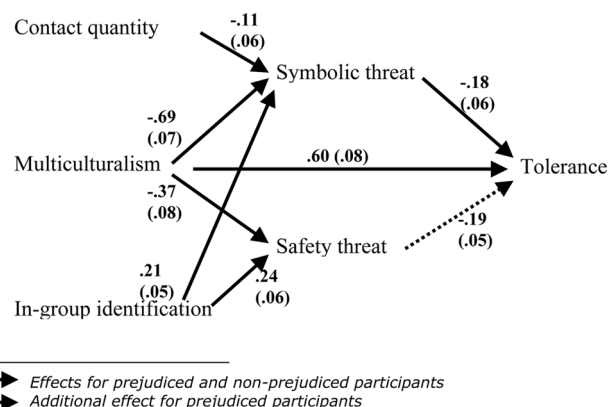 Contact quantity
-.11
(.06)
Symbolic threat
-.18
(.06)
-.69
(.07)
Multiculturalism
.60 (.08)
Tolerance
-.37
(.08)
Safety threat
-.19
(.05)
.21
(.05)
.24
(.06)
In-group identification
Effects for prejudiced and non-prejudiced participants
Additional effect for prejudiced participants